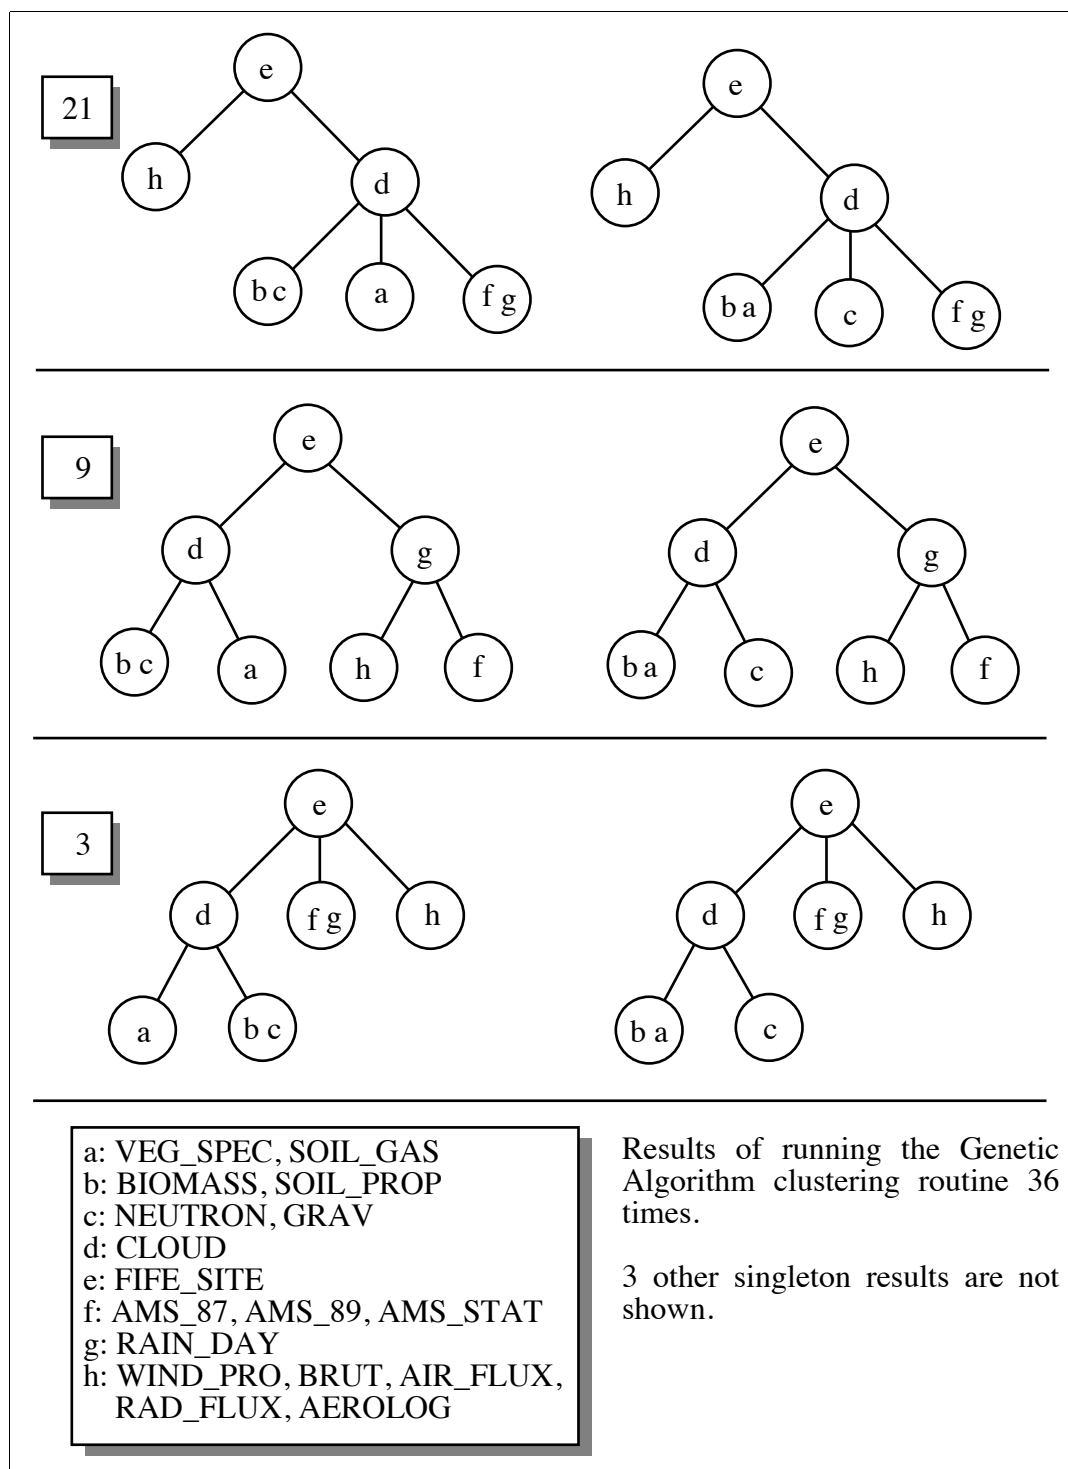 21
e
h
d
b c
a
f g
e
h
d
b a
c
f g
9
e
d
g
b c
a
h
f
e
d
g
b a
c
h
f
3
e
d
f g
h
a
b c
e
d
f g
h
b a
c
a: VEG_SPEC, SOIL_GAS
b: BIOMASS, SOIL_PROP
c: NEUTRON, GRAV
d: CLOUD
e: FIFE_SITE
f: AMS_87, AMS_89, AMS_STAT
g: RAIN_DAY
h: WIND_PRO, BRUT, AIR_FLUX,
RAD_FLUX, AEROLOG
Results of running the Genetic
Algorithm clustering routine 36
times.
3 other singleton results are not
shown.